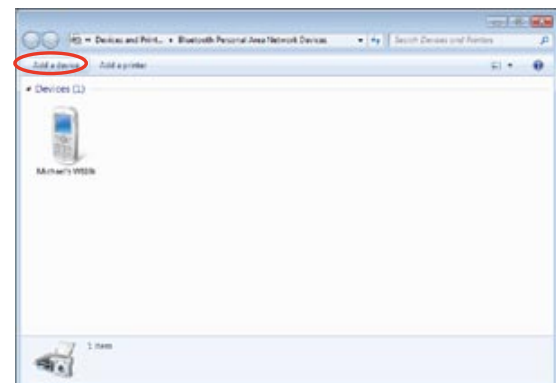 Devices and Print... Bluetooth Personal Area Network Devices Search Devices and Printers
Add a device Add a printer
Devices (1)
Michael's W810i
1 item